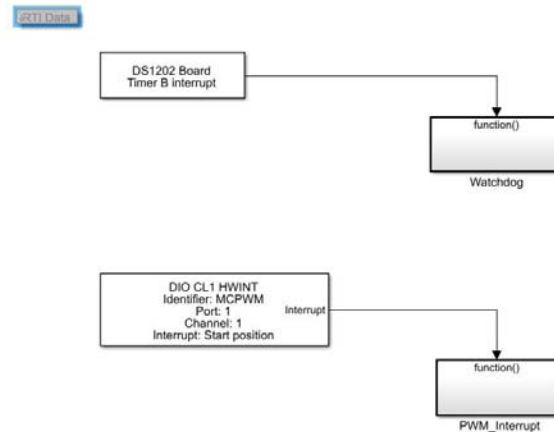 RTI Data
DS1202 Board
Timer B interrupt
function()
Watchdog
DIO CL1 HWINT
Identifier: MCPWM
Port: 1
Channel: 1
Interrupt: Start position
Interrupt
function()
PWM_Interrupt